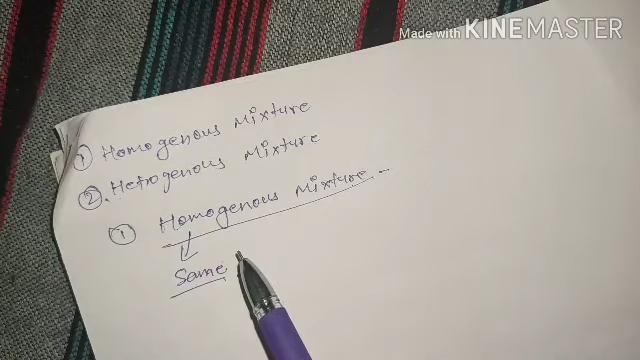 Made with KINEMASTER
① Homogenous Mixture
②. Hetrogenous Mixture
① Homogenous Mixture -
Same